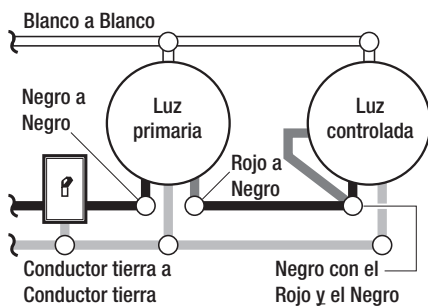 Blanco a Blanco
Negro a
Negro
Luz
primaria
Luz
controlada
Rojo a
Negro
Conductor tierra a
Conductor tierra
Negro con el
Rojo y el Negro